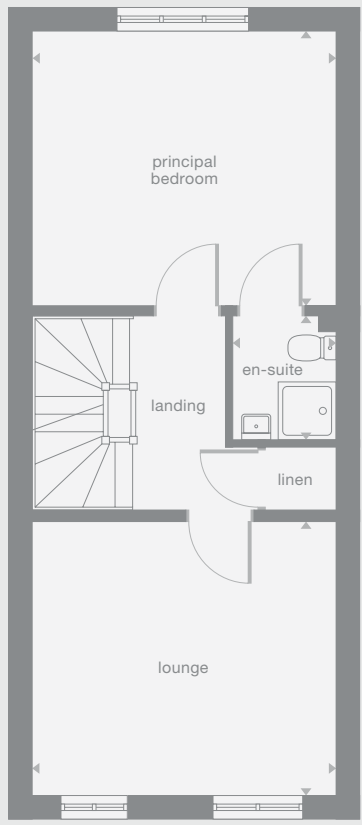 principal
bedroom
en-suite
landing
linen
lounge